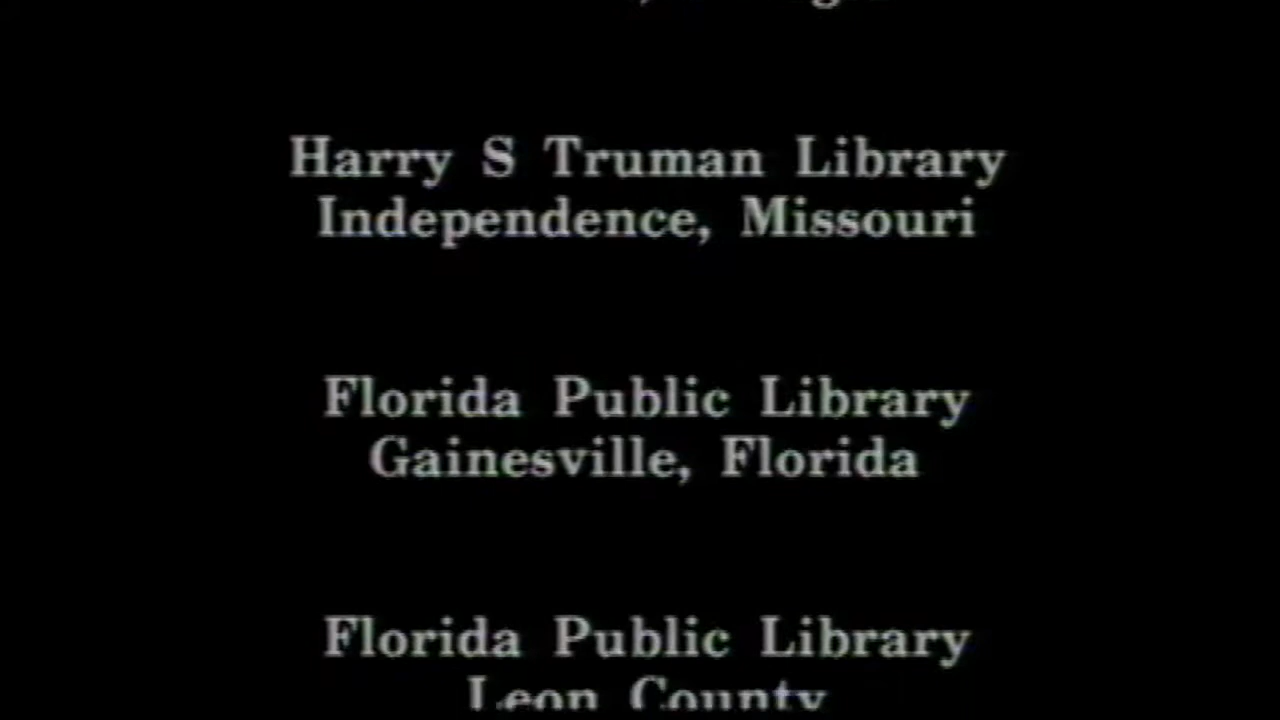 Harry S Truman Library
Independence, Missouri
Florida Public Library
Gainesville, Florida
Florida Public Library
Leon County